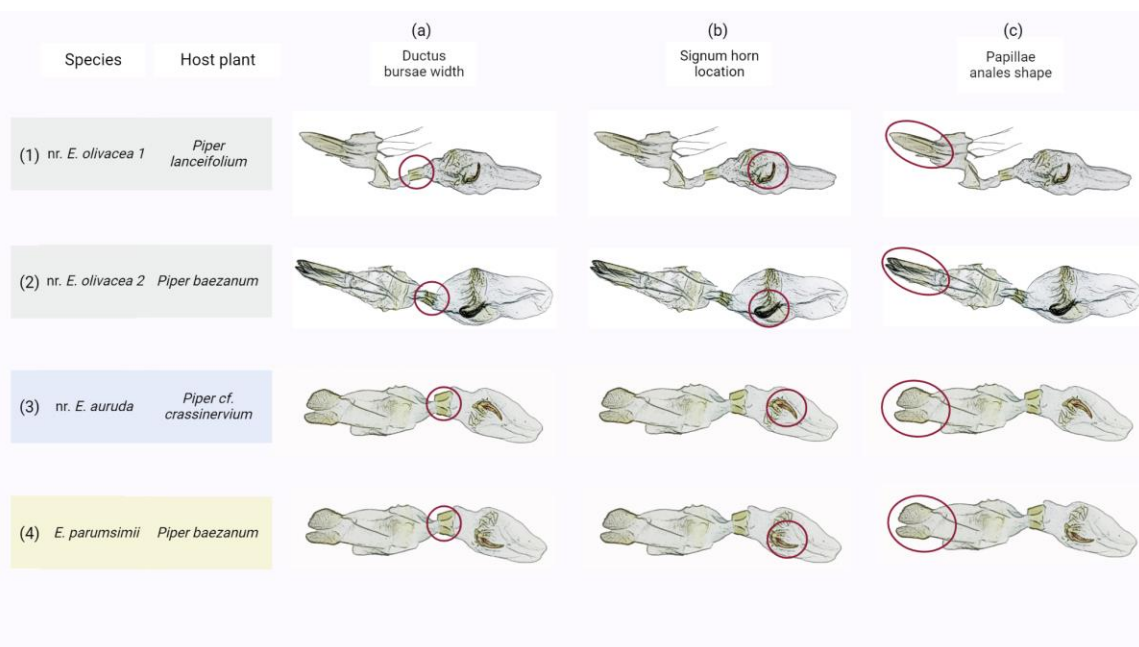 (a) (b) (c)
Species Host plant Ductus bursae width Signum horn location Papillae anales shape
(1) nr. E. olivacea 1 Piper lanceifolium
(2) nr. E. olivacea 2 Piper baezanum
(3) nr. E. auruda Piper cf. crassinervium
(4) E. parumsimii Piper baezanum